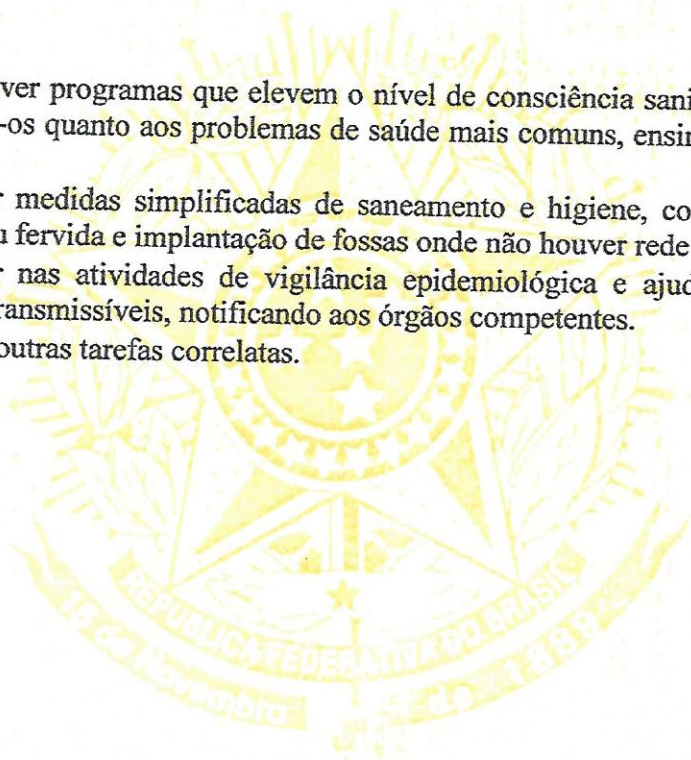 ver programas que elevem o nível de consciência sani
-os quanto aos problemas de saúde mais comuns, ensir
r medidas simplificadas de saneamento e higiene, co
u fervida e implantação de fossas onde não houver rede
r nas atividades de vigilância epidemiológica e ajud
ransmissíveis, notificando aos órgãos competentes.
outras tarefas correlatas.
REPUBLICA FEDERATIVA DO BRASIL
15 de Novembro de 1889